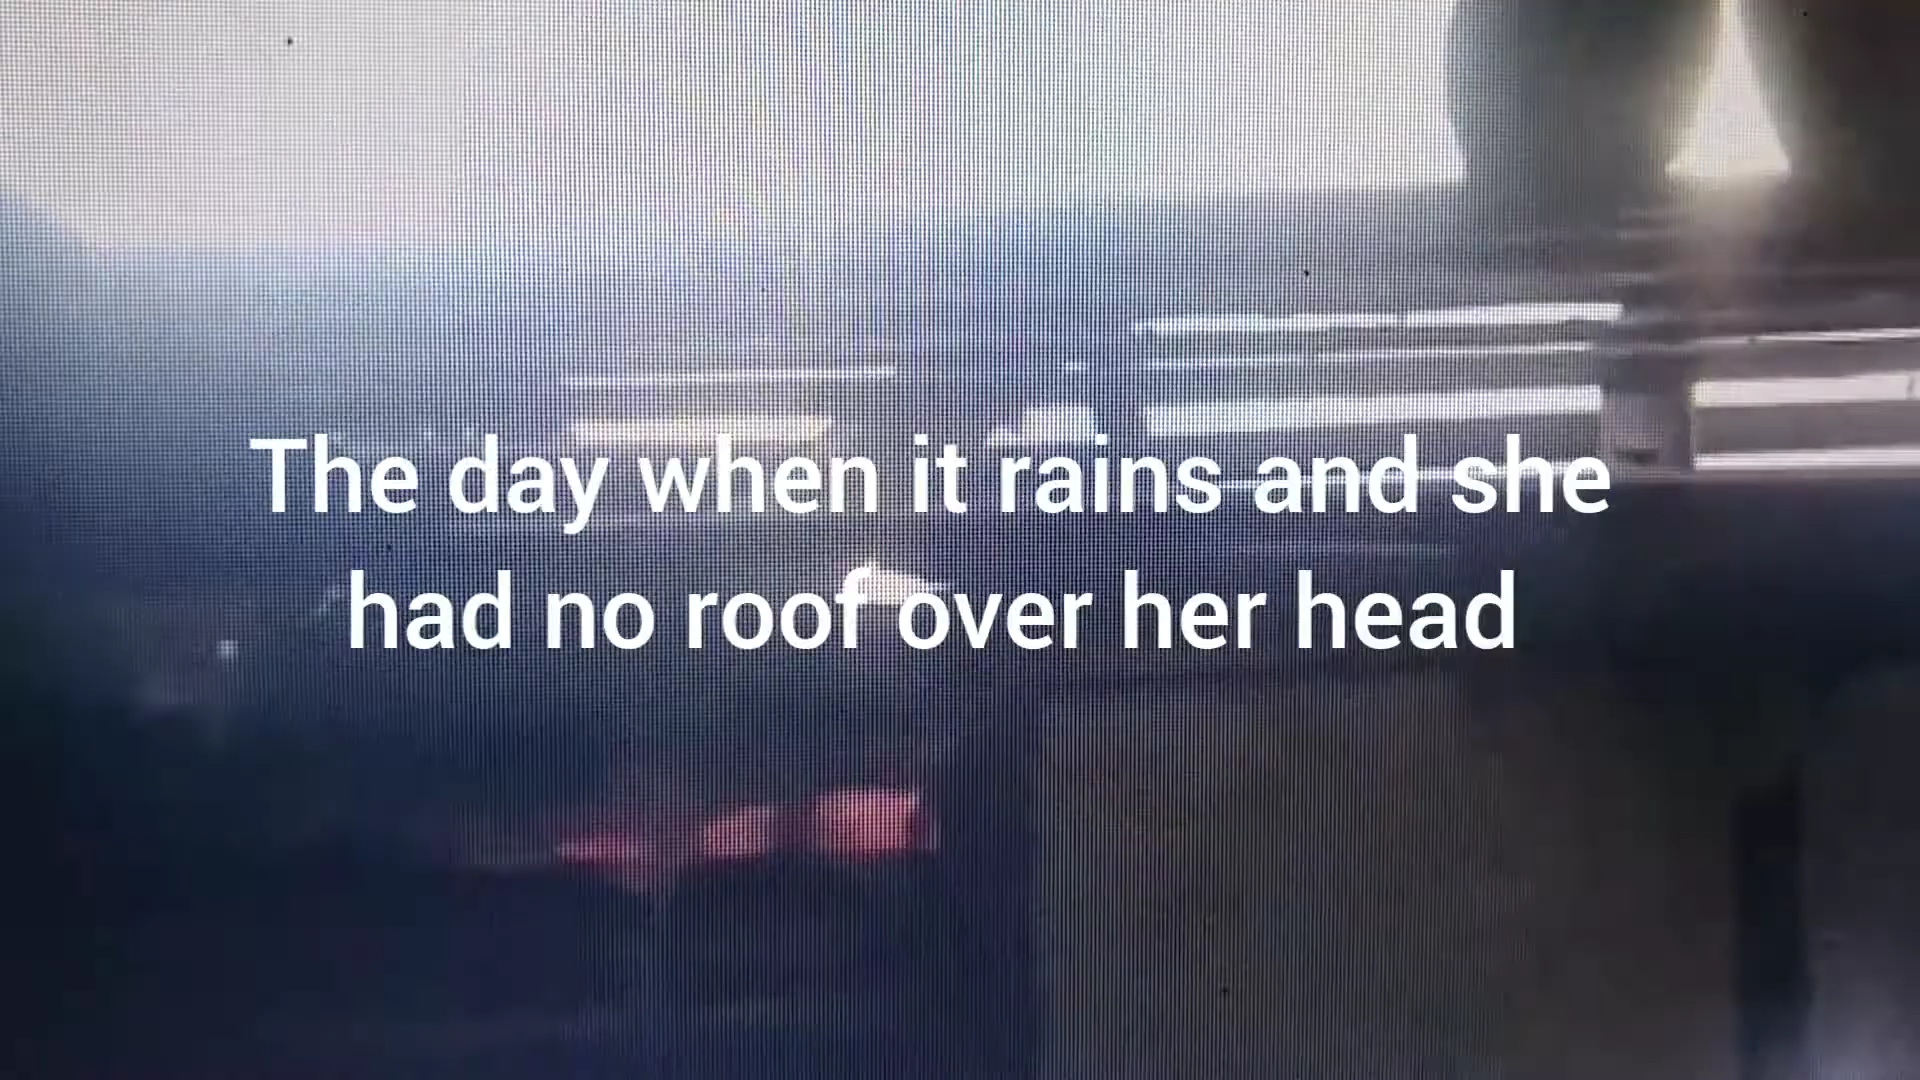 The day when it rains and she
had no roof over her head